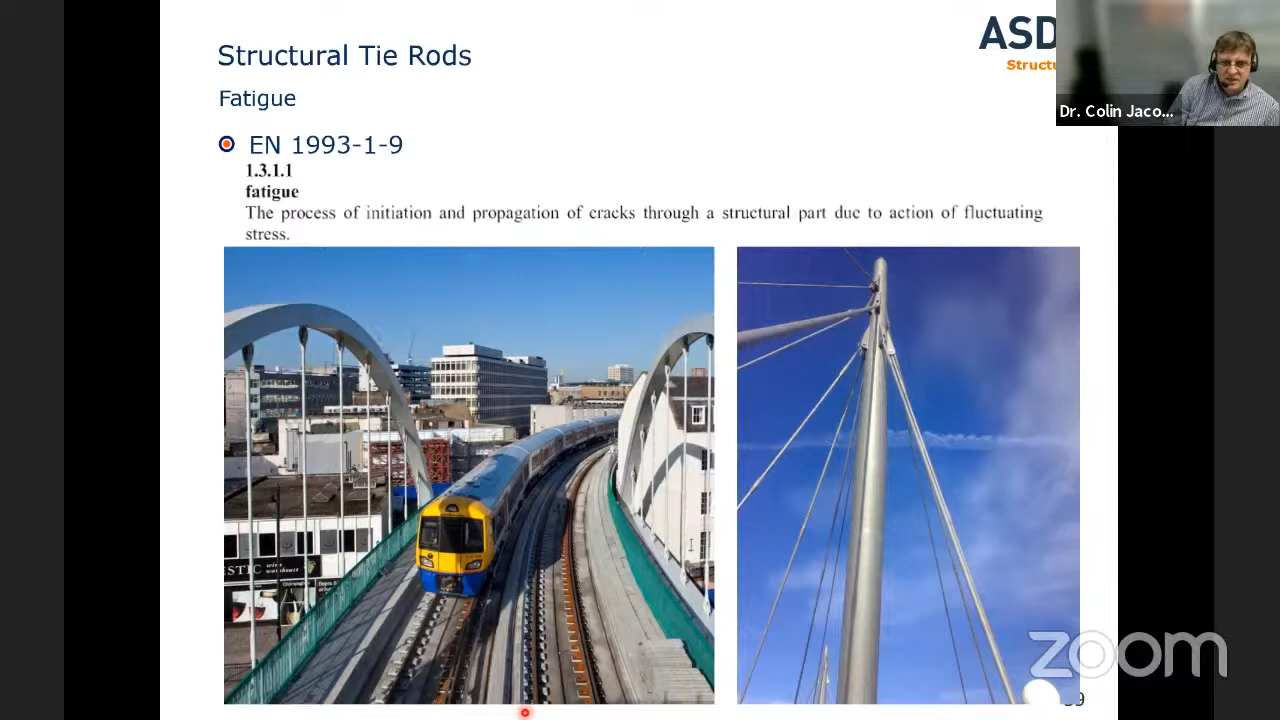 Structural Tie Rods
Fatigue
EN 1993-1-9
1.3.1.1
fatigue
The process of initiation and propagation of cracks through a structural part due to action of fluctuating
stress.
ASD
Structu
Dr. Colin Jaco...
zoom